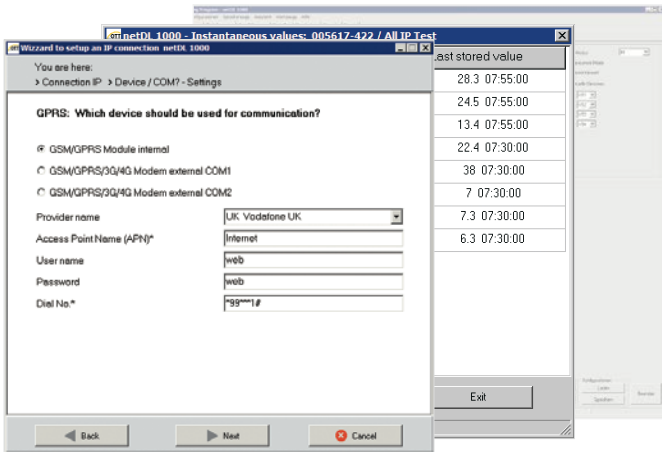 netDL 1000 - Instantaneous values: 005617-422 / All IP Test
Last stored value
28.3 07:55:00
24.5 07:55:00
13.4 07:55:00
22.4 07:30:00
38 07:30:00
7 07:30:00
7.3 07:30:00
6.3 07:30:00
Exit
OTT Wizzard to setup an IP connection netDL 1000
You are here:
> Connection IP > Device / COM? - Settings
GPRS: Which device should be used for communication?
GSM/GPRS Module internal
GSM/GPRS/3G/4G Modem external COM1
GSM/GPRS/3G/4G Modem external COM2
Provider name UK Vodafone UK
Access Point Name (APN)* Internet
User name web
Password web
Dial No.* *99***1#
Back Next Cancel